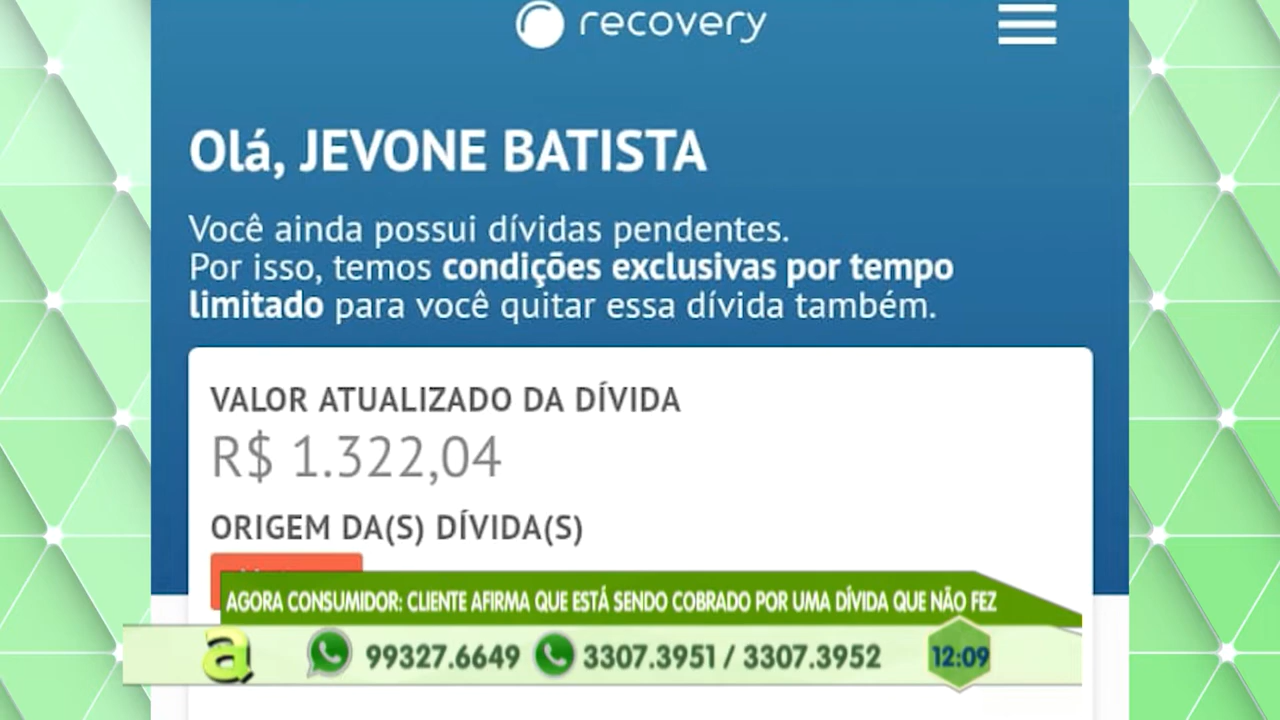 recovery
Olá, JEVONE BATISTA
Você ainda possui dívidas pendentes.
Por isso, temos condições exclusivas por tempo
limitado para você quitar essa dívida também.
VALOR ATUALIZADO DA DÍVIDA
R$ 1.322,04
ORIGEM DA(S) DÍVIDA(S)
AGORA CONSUMIDOR: CLIENTE AFIRMA QUE ESTÁ SENDO COBRADO POR UMA DÍVIDA QUE NÃO FEZ
a 99327.6649 3307.3951 / 3307.3952 12:09